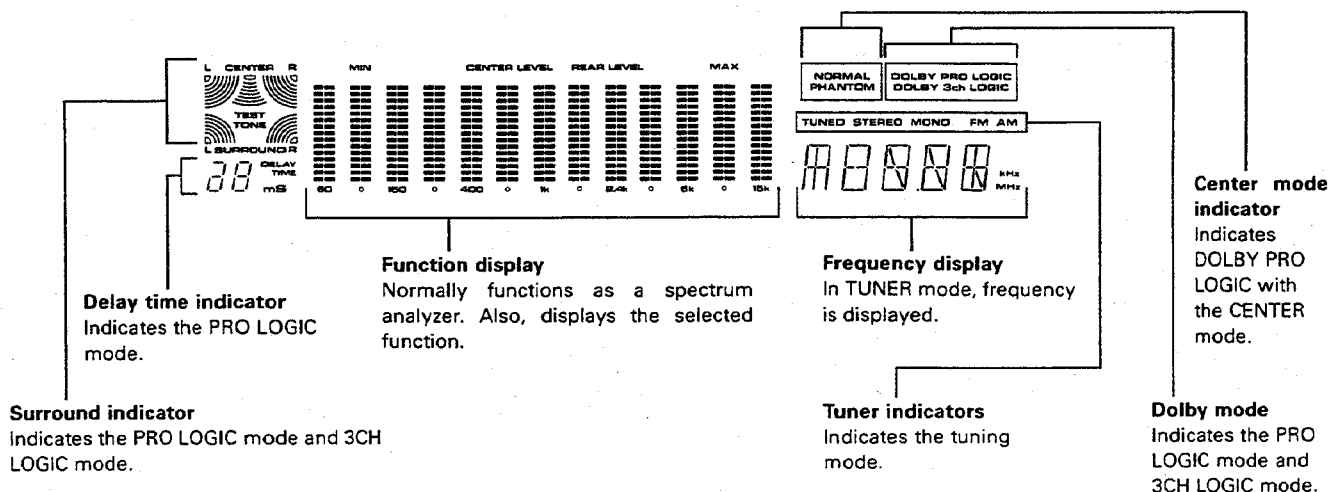 L CENTER R
TEST
TONE
L SURROUND R
DELAY
TIME
mS
MIN CENTER LEVEL REAR LEVEL MAX
60 o 150 o 400 o 1k o 2.4k o 6k o 15k
NORMAL
PHANTOM
DOLBY PRO LOGIC
DOLBY 3ch LOGIC
TUNED STEREO MONO FM AM
kHz
MHz
Delay time indicator
Indicates the PRO LOGIC
mode.
Surround indicator
Indicates the PRO LOGIC mode and 3CH
LOGIC mode.
Function display
Normally functions as a spectrum
analyzer. Also, displays the selected
function.
Frequency display
In TUNER mode, frequency
is displayed.
Tuner indicators
Indicates the tuning
mode.
Center mode
indicator
Indicates
DOLBY PRO
LOGIC with
the CENTER
mode.
Dolby mode
Indicates the PRO
LOGIC mode and
3CH LOGIC mode.